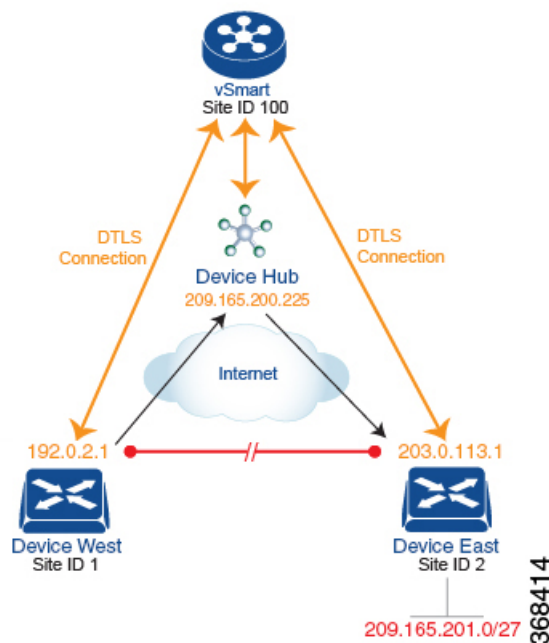 vSmart
Site ID 100
DTLS
Connection
DTLS
Connection
Device Hub
209.165.200.225
Internet
192.0.2.1
203.0.113.1
Device West
Site ID 1
Device East
Site ID 2
209.165.201.0/27
368414